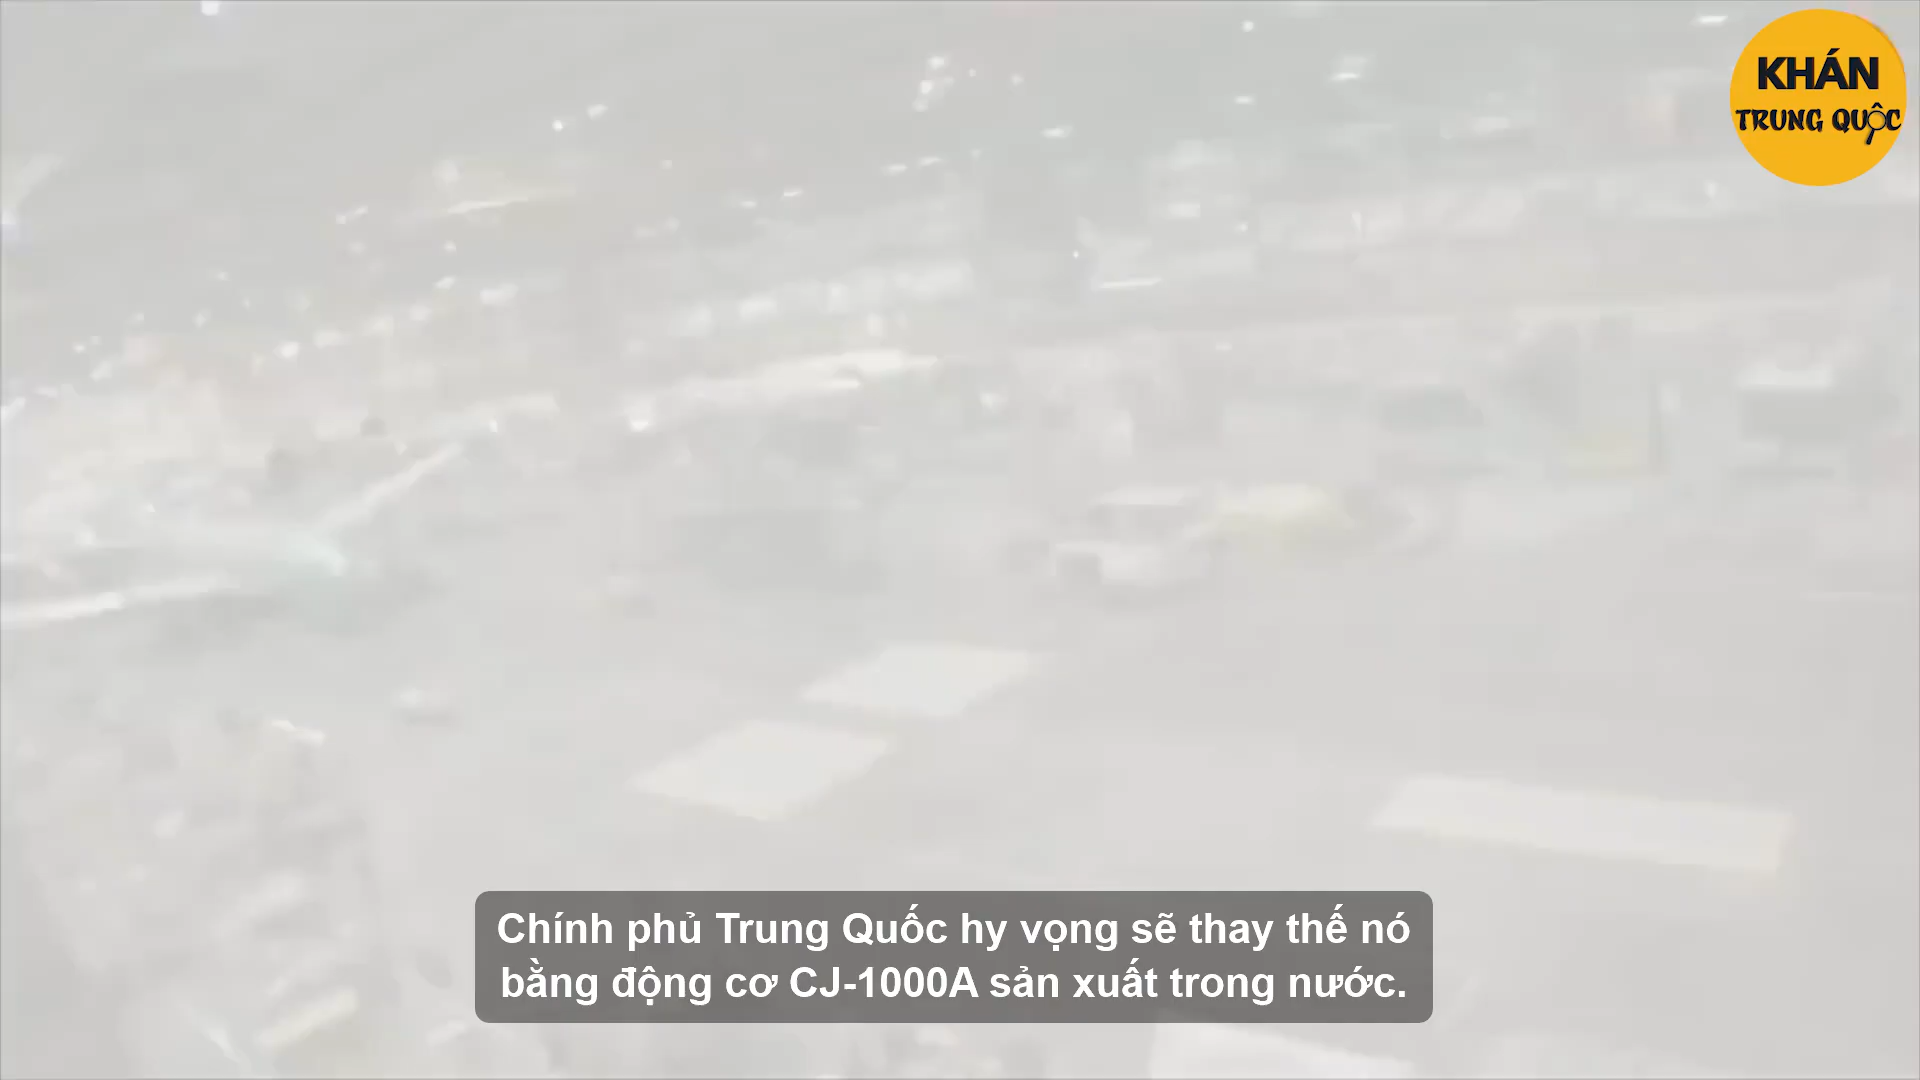 KHÁN
TRUNG QUỐC
Chính phủ Trung Quốc hy vọng sẽ thay thế nó
bằng động cơ CJ-1000A sản xuất trong nước.